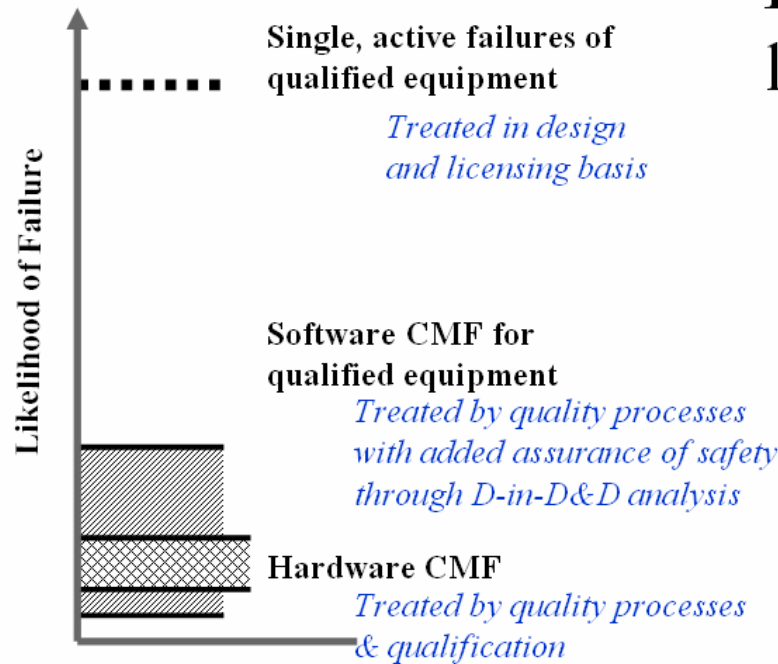 Single, active failures of
qualified equipment
Treated in design
and licensing basis
Likelihood of Failure
Software CMF for
qualified equipment
Treated by quality processes
with added assurance of safety
through D-in-D&D analysis
Hardware CMF
Treated by quality processes
& qualification